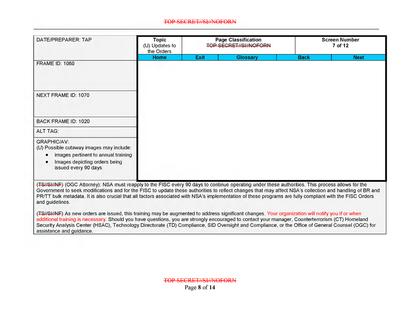 TOP SECRET//SI//NOFORN
DATE/PREPARER: TAP
Topic
(U) Updates to
the Orders
Page Classification
TOP SECRET//SI//NOFORN
Screen Number
7 of 12
Home Exit Glossary Back Next
FRAME ID: 1060
NEXT FRAME ID: 1070
BACK FRAME ID: 1020
ALT TAG:
GRAPHIC/AV:
(U) Possible cutaway images may include:
• Images pertinent to annual training
• Images depicting orders being
issued every 90 days
(TS//SI//NF) (OGC Attorney): NSA must reapply to the FISC every 90 days to continue operating under these authorities. This process allows for the
Government to seek modifications and for the FISC to update these authorities to reflect changes that may affect NSA's collection and handling of BR and
PR/TT bulk metadata. It is also crucial that all factors associated with NSA's implementation of these programs are fully compliant with the FISC Orders
and guidelines.
(TS//SI//NF) As new orders are issued, this training may be augmented to address significant changes. Your organization will notify you if or when
additional training is necessary. Should you have questions, you are strongly encouraged to contact your manager, Counterterrorism (CT) Homeland
Security Analysis Center (HSAC), Technology Directorate (TD) Compliance, SID Oversight and Compliance, or the Office of General Counsel (OGC) for
assistance and guidance.
TOP SECRET//SI//NOFORN
Page 8 of 14